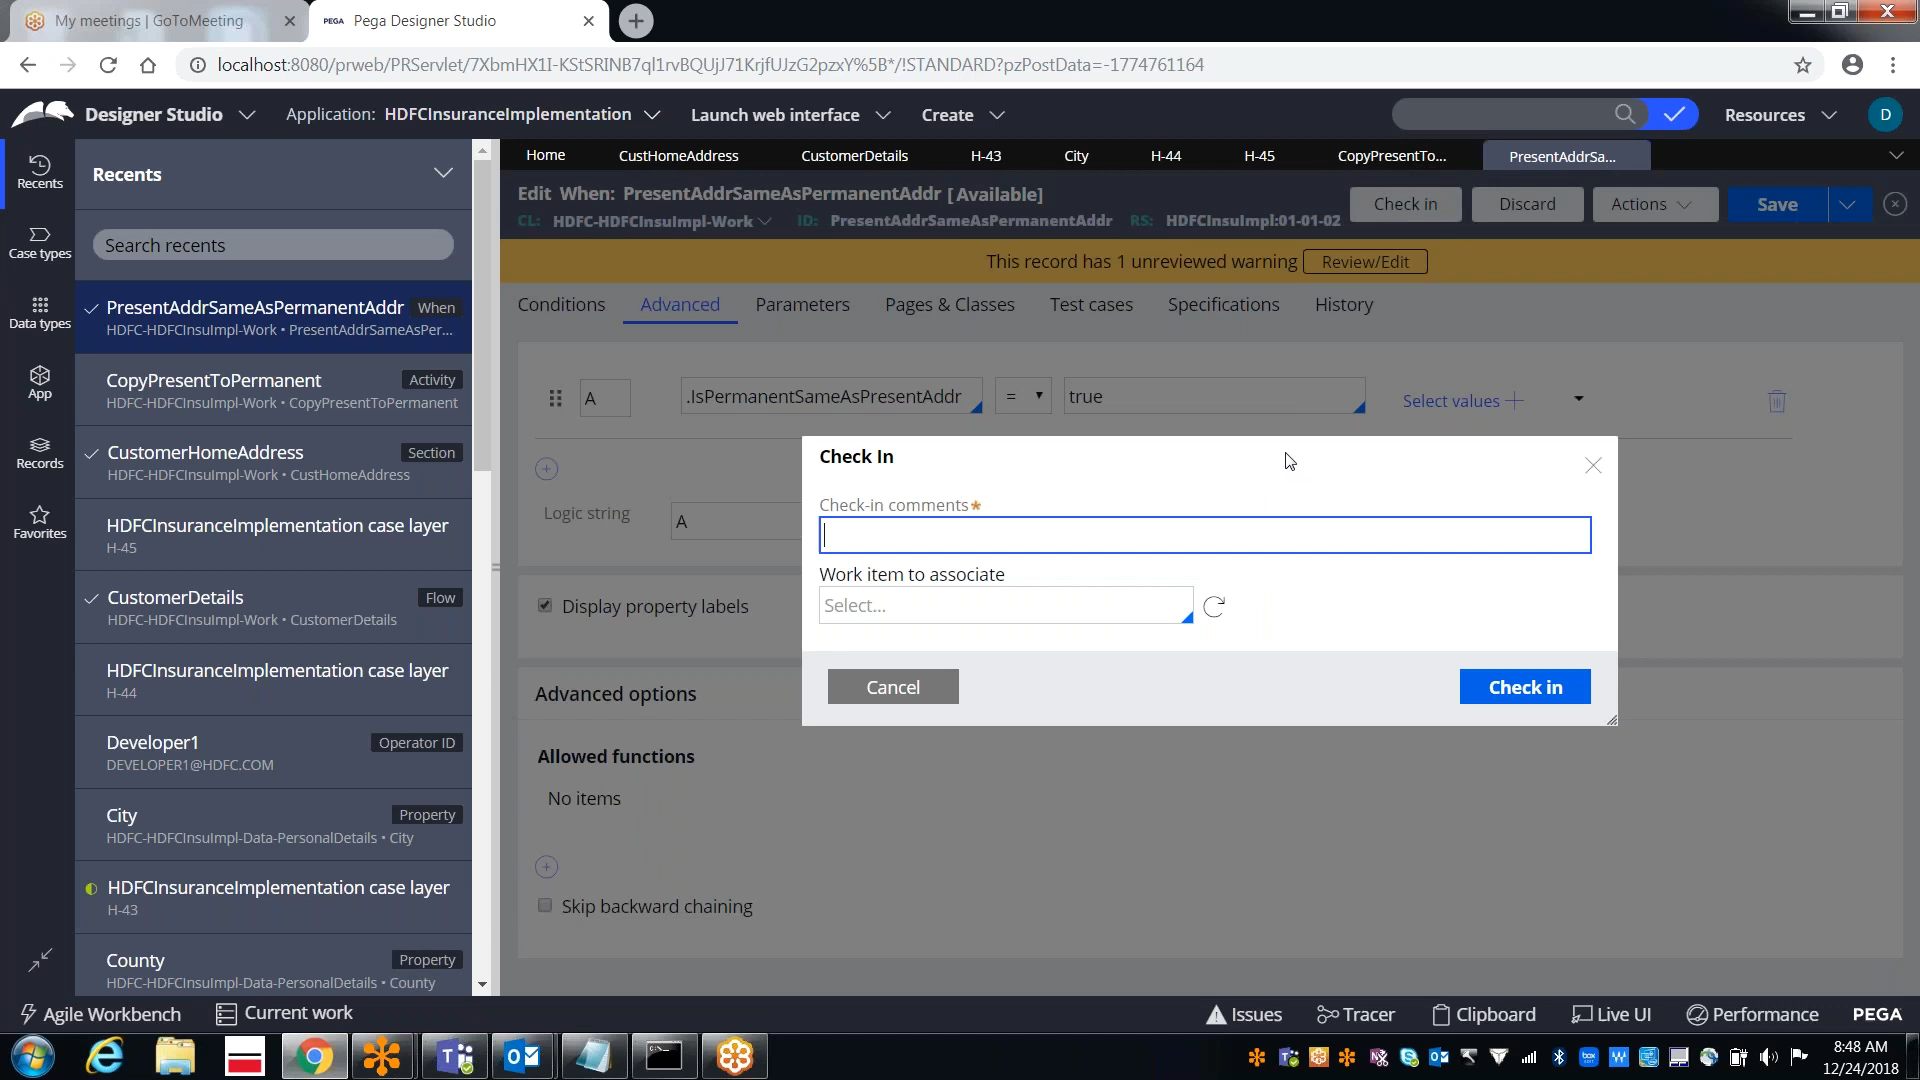 My meetings | GoToMeeting
PEGA Pega Designer Studio
localhost:8080/prweb/PRServlet/7XbmHX1I-KStSRINB7ql1rvBQUjJ71KrjfUJzG2pzxY%5B*/!STANDARD?pzPostData=-1774761164
Designer Studio
Application: HDFCInsuranceImplementation
Launch web interface
Create
Resources
D
Recents
Case types
Data types
App
Records
Favorites
Recents
Search recents
PresentAddrSameAsPermanentAddr When
HDFC-HDFCInsuImpl-Work • PresentAddrSameAsPer...
CopyPresentToPermanent Activity
HDFC-HDFCInsuImpl-Work • CopyPresentToPermanent
CustomerHomeAddress Section
HDFC-HDFCInsuImpl-Work • CustHomeAddress
HDFCInsuranceImplementation case layer
H-45
CustomerDetails Flow
HDFC-HDFCInsuImpl-Work • CustomerDetails
HDFCInsuranceImplementation case layer
H-44
Developer1 Operator ID
DEVELOPER1@HDFC.COM
City Property
HDFC-HDFCInsuImpl-Data-PersonalDetails • City
HDFCInsuranceImplementation case layer
H-43
County Property
HDFC-HDFCInsuImpl-Data-PersonalDetails • County
Home CustHomeAddress CustomerDetails H-43 City H-44 H-45 CopyPresentTo... PresentAddrSa...
Edit When: PresentAddrSameAsPermanentAddr [Available]
CL: HDFC-HDFCInsuImpl-Work ID: PresentAddrSameAsPermanentAddr RS: HDFCInsuImpl:01-01-02
Check in Discard Actions Save
This record has 1 unreviewed warning Review/Edit
Conditions Advanced Parameters Pages & Classes Test cases Specifications History
A .IsPermanentSameAsPresentAddr = true Select values
Logic string A
Display property labels
Advanced options
Allowed functions
No items
Skip backward chaining
Check In
Check-in comments*
Work item to associate
Select...
Cancel Check in
Agile Workbench Current work Issues Tracer Clipboard Live UI Performance PEGA
8:48 AM
12/24/2018